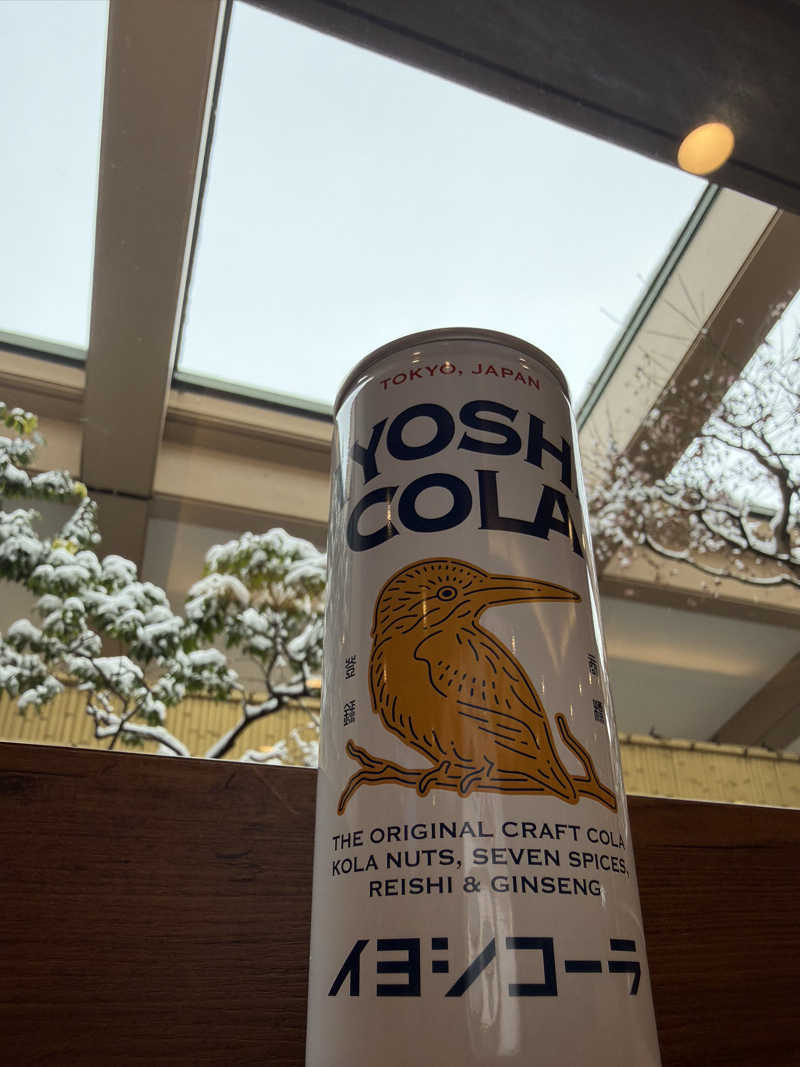 TOKYO, JAPAN
YOSH
COLA
THE ORIGINAL CRAFT COLA
KOLA NUTS, SEVEN SPICES,
REISHI & GINSENG
イヨシコーラ